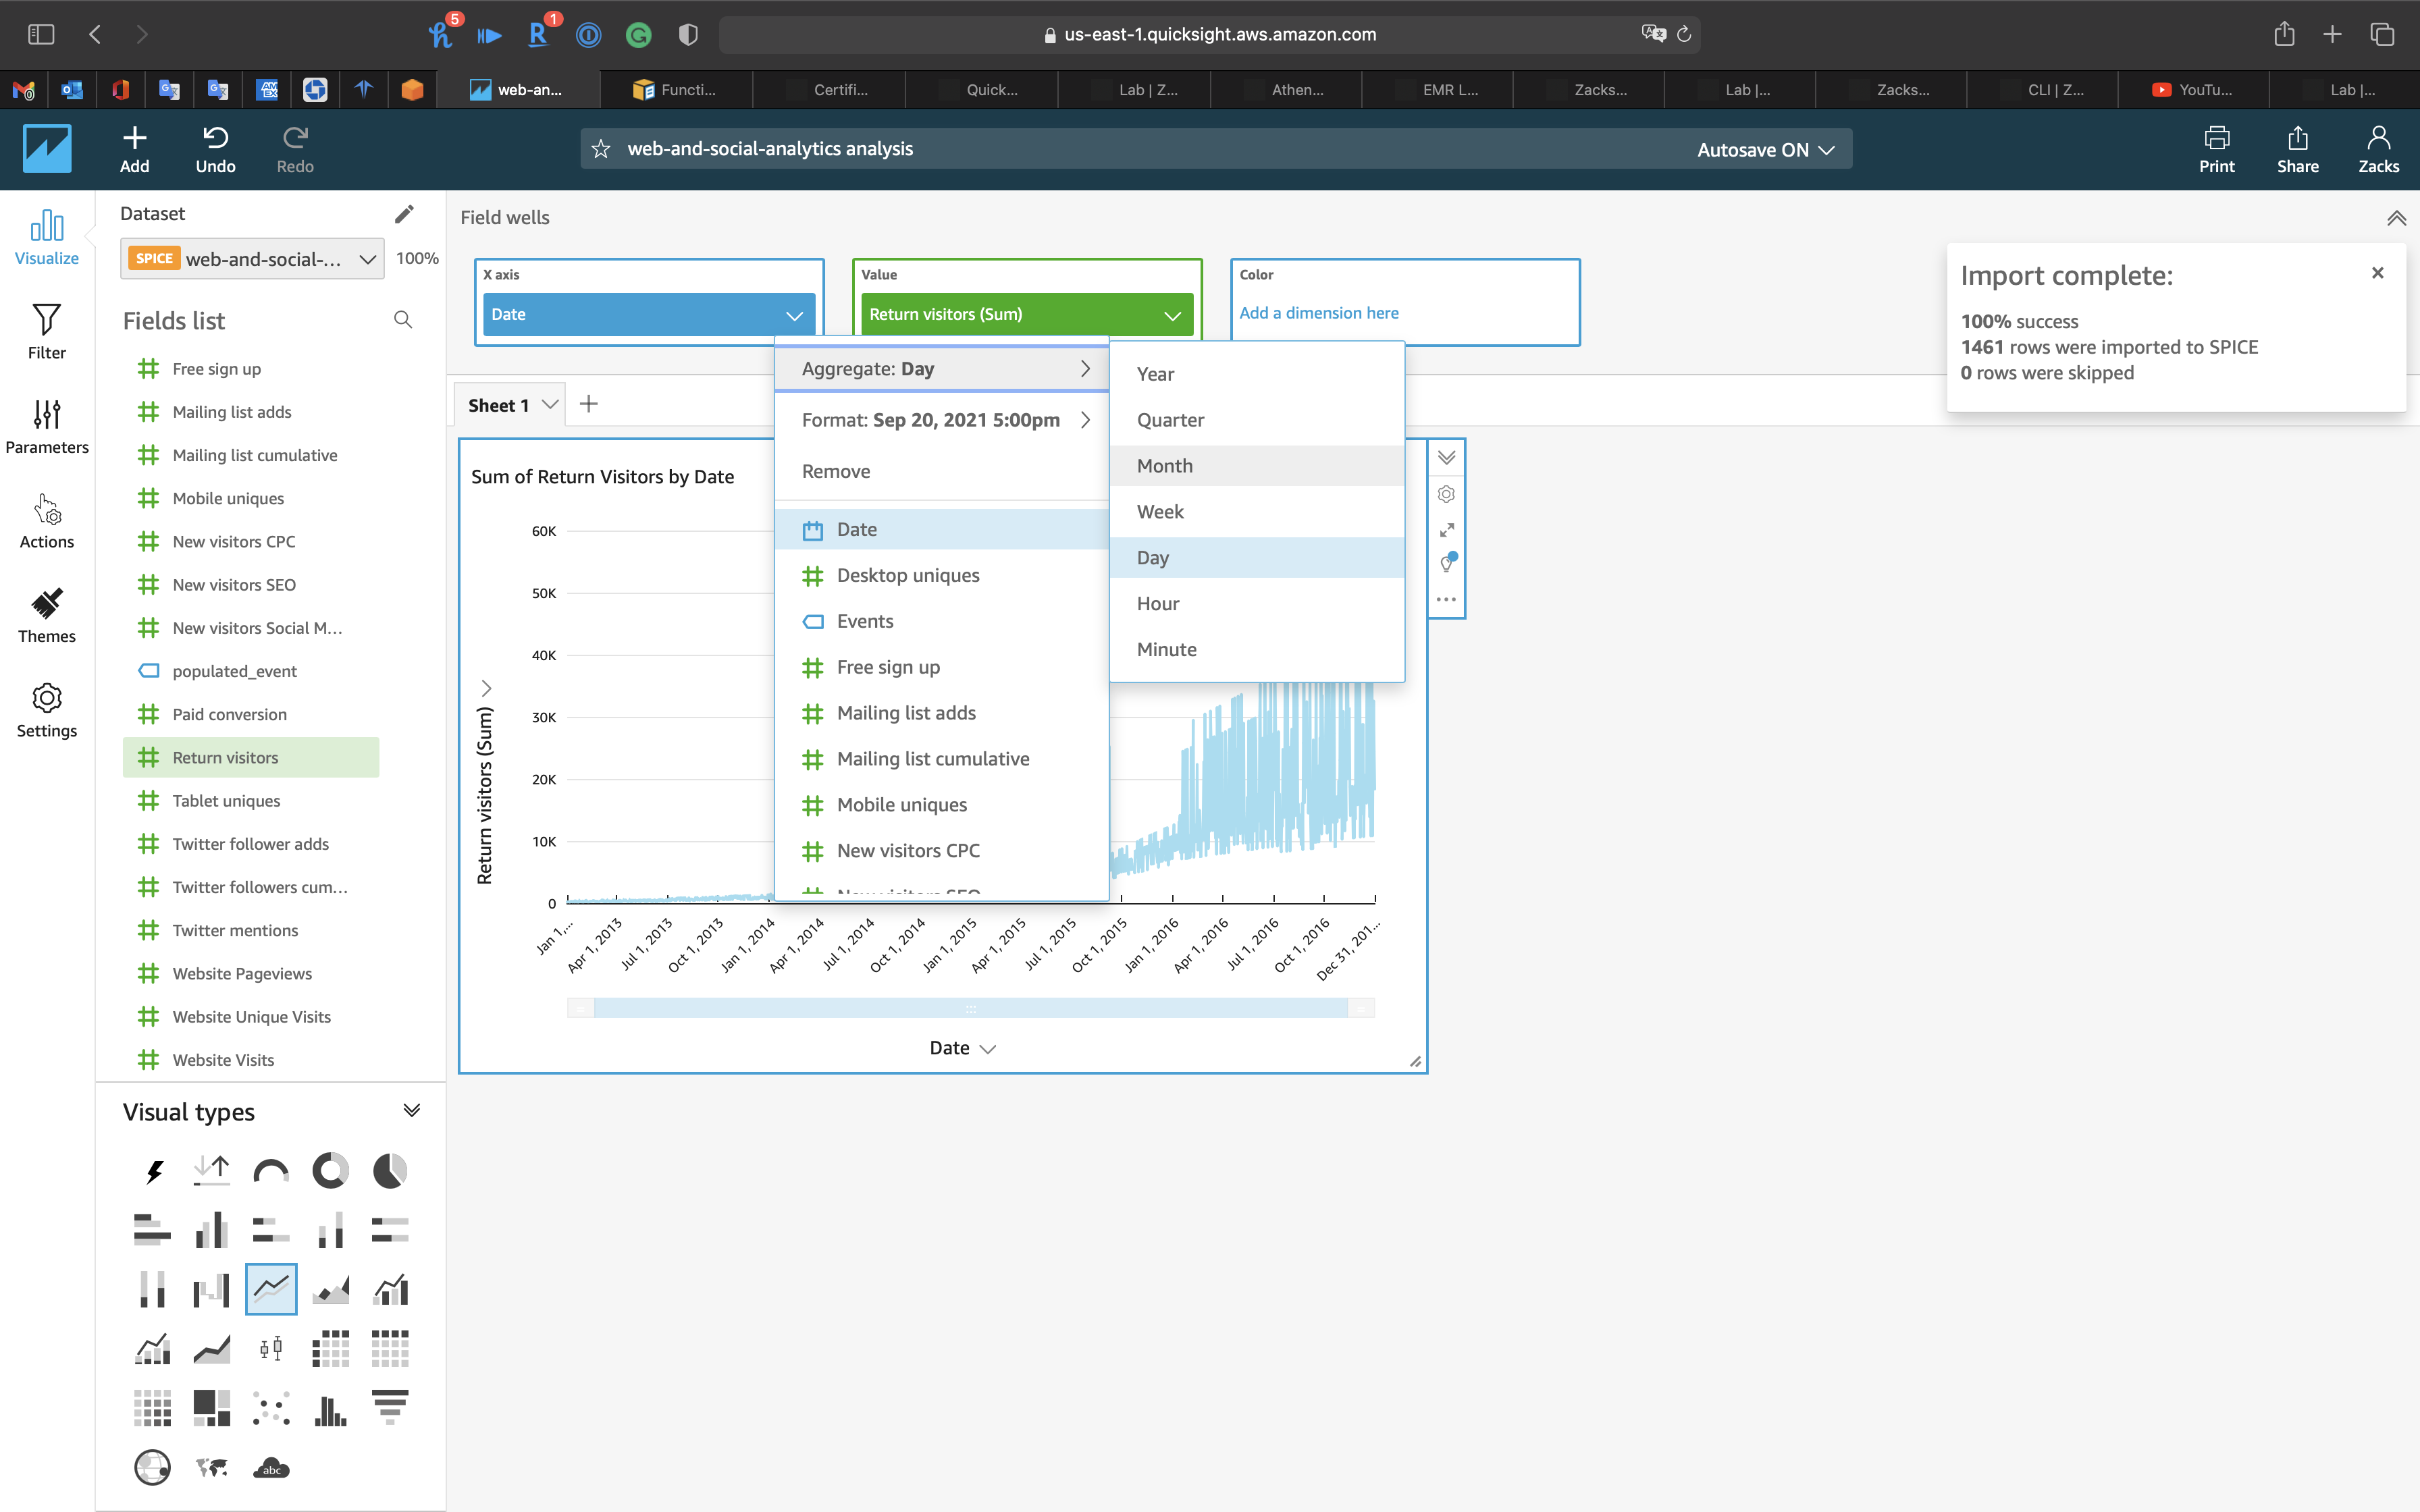 5
1
us-east-1.quicksight.aws.amazon.com
web-an...
Functi...
Certifi...
Quick...
Lab | Z...
Athen...
EMR L...
Zacks...
Lab |...
Zacks...
CLI | Z...
YouTu...
Lab |...
Add
Undo
Redo
web-and-social-analytics analysis
Autosave ON
Print
Share
Zacks
Visualize
Filter
Parameters
Actions
Themes
Settings
Dataset
SPICE web-and-social-...
100%
Fields list
Free sign up
Mailing list adds
Mailing list cumulative
Mobile uniques
New visitors CPC
New visitors SEO
New visitors Social M...
populated_event
Paid conversion
Return visitors
Tablet uniques
Twitter follower adds
Twitter followers cum...
Twitter mentions
Website Pageviews
Website Unique Visits
Website Visits
Visual types
abc
Field wells
X axis
Date
Value
Return visitors (Sum)
Color
Add a dimension here
Import complete:
100% success
1461 rows were imported to SPICE
0 rows were skipped
Sheet 1
Aggregate: Day
Format: Sep 20, 2021 5:00pm
Remove
Date
Desktop uniques
Events
Free sign up
Mailing list adds
Mailing list cumulative
Mobile uniques
New visitors CPC
New visitors SEO
Year
Quarter
Month
Week
Day
Hour
Minute
Sum of Return Visitors by Date
Return visitors (Sum)
60K
50K
40K
30K
20K
10K
0
Jan 1,...
Apr 1, 2013
Jul 1, 2013
Oct 1, 2013
Jan 1, 2014
Apr 1, 2014
Jul 1, 2014
Oct 1, 2014
Jan 1, 2015
Apr 1, 2015
Jul 1, 2015
Oct 1, 2015
Jan 1, 2016
Apr 1, 2016
Jul 1, 2016
Oct 1, 2016
Dec 31, 201...
Date